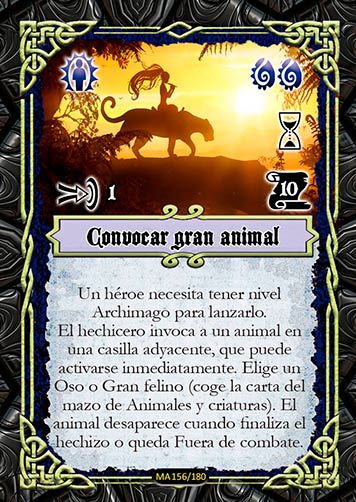 1
10
Convocar gran animal
Un héroe necesita tener nivel
Archimago para lanzarlo.
El hechicero invoca a un animal en
una casilla adyacente, que puede
activarse inmediatamente. Elige un
Oso o Gran felino (coge la carta del
mazo de Animales y criaturas). El
animal desaparece cuando finaliza el
hechizo o queda Fuera de combate.
MA156/180